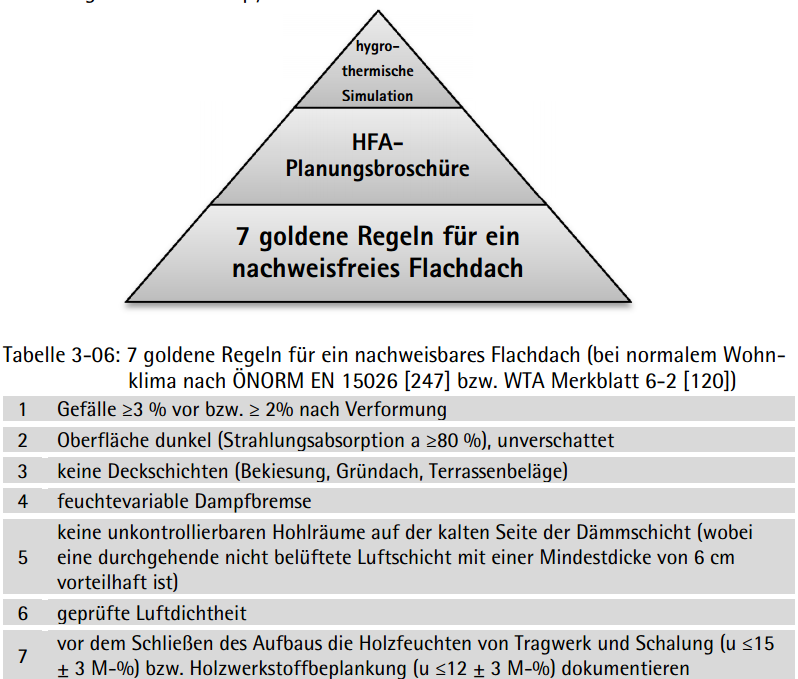 hygro-
thermische
Simulation
HFA-
Planungsbroschüre
7 goldene Regeln für ein
nachweisfreies Flachdach
Tabelle 3-06: 7 goldene Regeln für ein nachweisbares Flachdach (bei normalem Wohn-
klima nach ÖNORM EN 15026 [247] bzw. WTA Merkblatt 6-2 [120])
1 Gefälle ≥3 % vor bzw. ≥ 2% nach Verformung
2 Oberfläche dunkel (Strahlungsabsorption a ≥80 %), unverschattet
3 keine Deckschichten (Bekiesung, Gründach, Terrassenbeläge)
4 feuchtevariable Dampfbremse
5 keine unkontrollierbaren Hohlräume auf der kalten Seite der Dämmschicht (wobei
eine durchgehende nicht belüftete Luftschicht mit einer Mindestdicke von 6 cm
vorteilhaft ist)
6 geprüfte Luftdichtheit
7 vor dem Schließen des Aufbaus die Holzfeuchten von Tragwerk und Schalung (u ≤15
± 3 M-%) bzw. Holzwerkstoffbeplankung (u ≤12 ± 3 M-%) dokumentieren